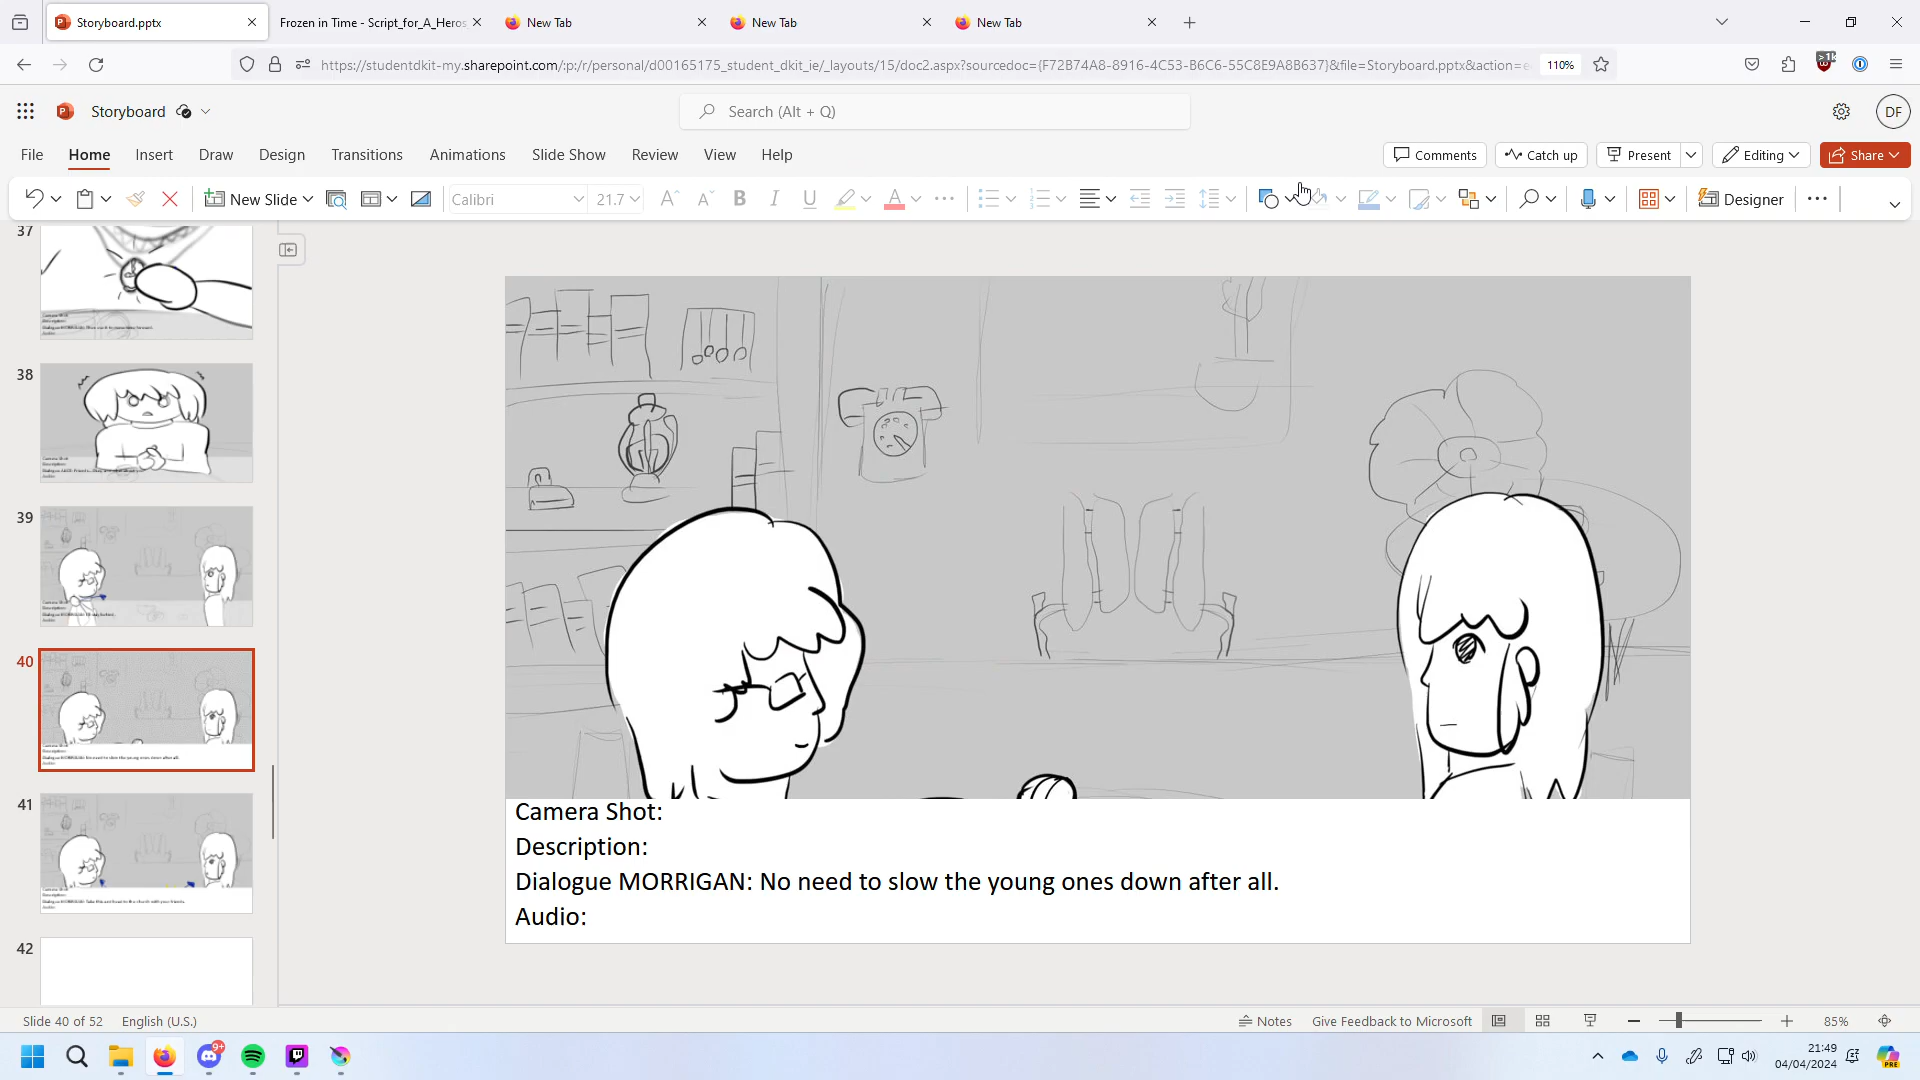 Storyboard.pptx
Frozen in Time - Script_for_A_Heros
New Tab
New Tab
New Tab
https://studentdkit-my.sharepoint.com/:p:/r/personal/d00165175_student_dkit_ie/_layouts/15/doc2.aspx?sourcedoc={F72B74A8-8916-4C53-B6C6-55C8E9A8B637}&file=Storyboard.pptx&action=e
110%
>1k
Storyboard
Search (Alt + Q)
DF
File Home Insert Draw Design Transitions Animations Slide Show Review View Help
Comments Catch up Present Editing Share
New Slide Calibri 21.7 B I U A Designer
37
38
39
40
41
42
Camera Shot:
Description:
Dialogue MORRIGAN: No need to slow the young ones down after all.
Audio:
Slide 40 of 52 English (U.S.) Notes Give Feedback to Microsoft 85%
9+
21:49
04/04/2024
PRE